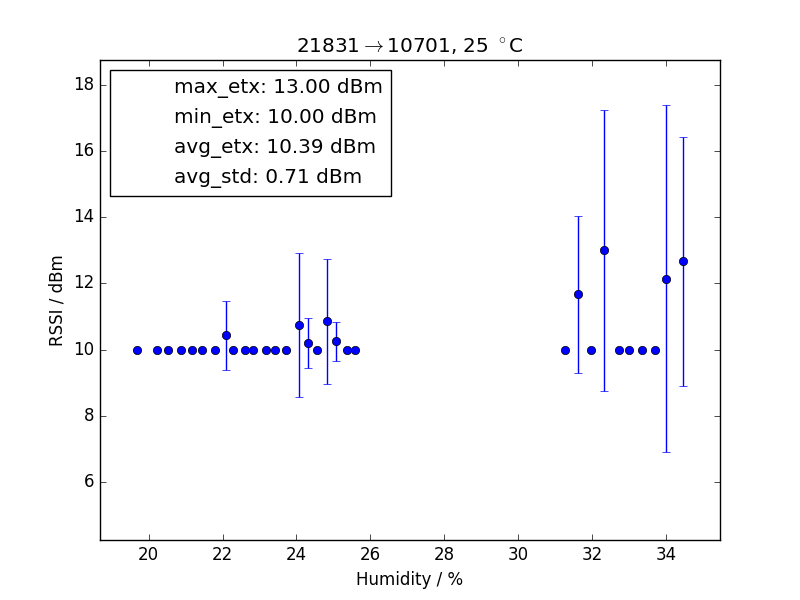 21831→10701, 25 °C
max_etx: 13.00 dBm
min_etx: 10.00 dBm
avg_etx: 10.39 dBm
avg_std: 0.71 dBm
18
16
14
12
10
8
6
RSSI / dBm
20 22 24 26 28 30 32 34
Humidity / %